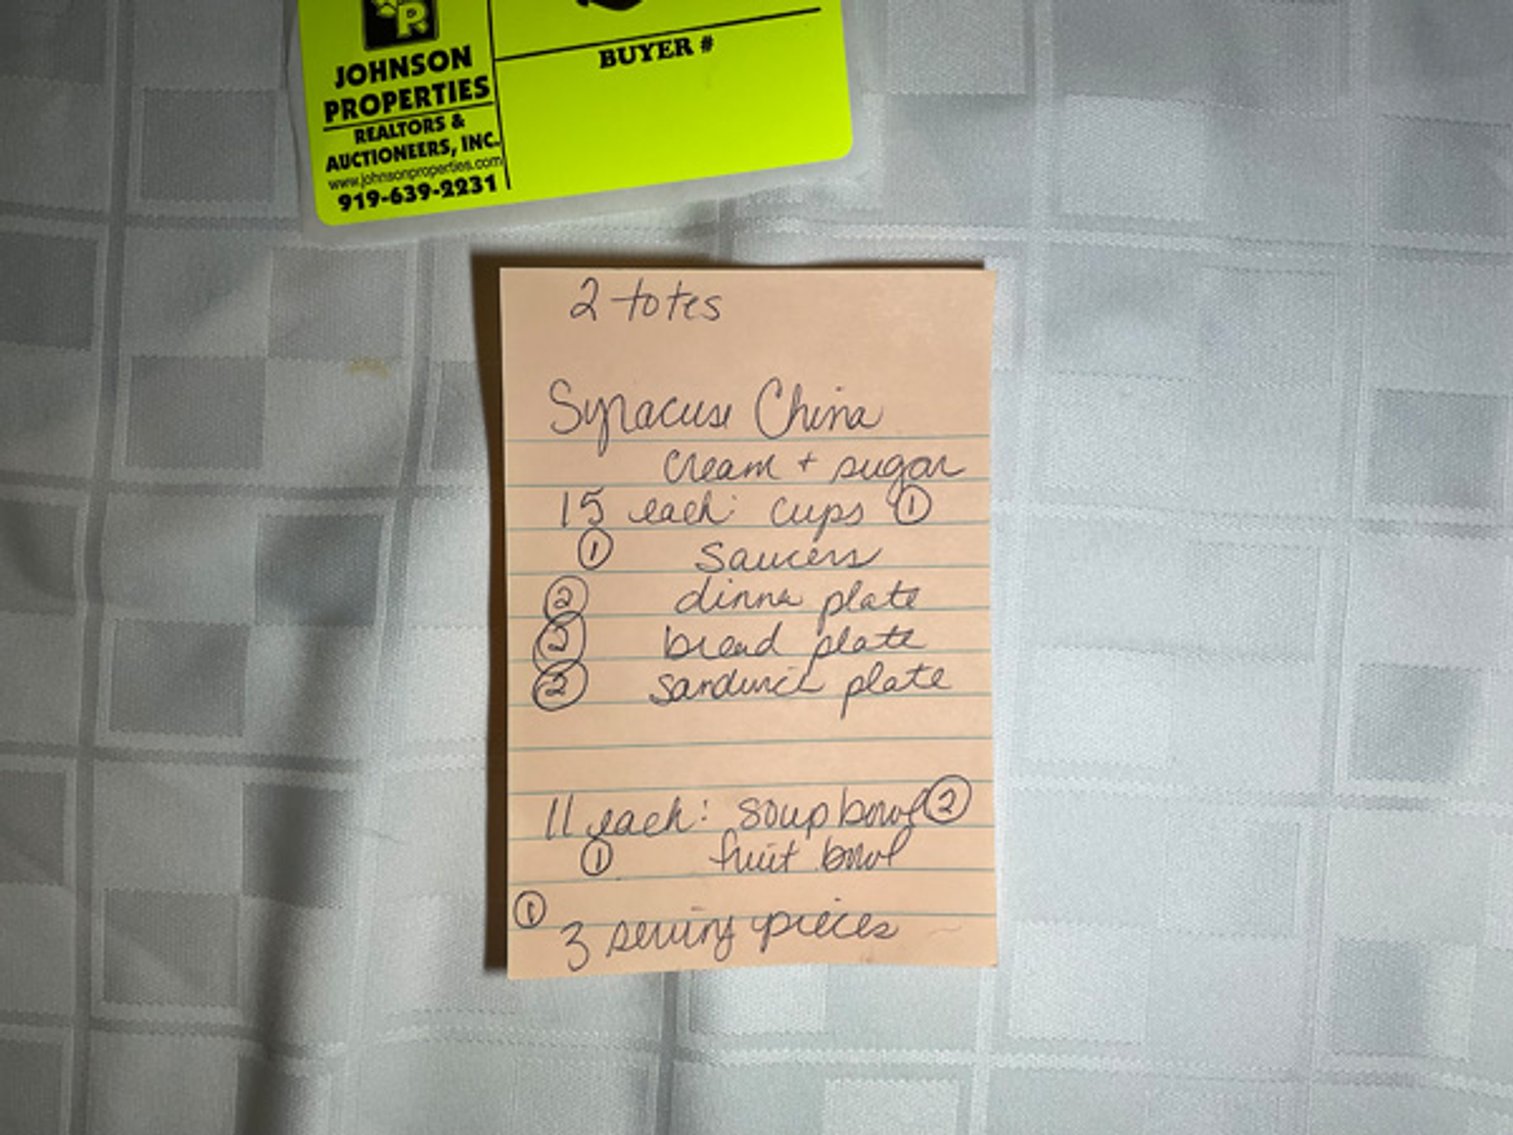 R
JOHNSON
PROPERTIES
REALTORS &
AUCTIONEERS, INC.
www.johnsonproperties.com
919-639-2231
BUYER #
2 totes
Syracuse China
cream + sugar
15 each: cups ①
① Saucers
② dinner plate
② bread plate
② sandwich plate
11 each: soup bowl ②
① fruit bowl
①
3 serving pieces